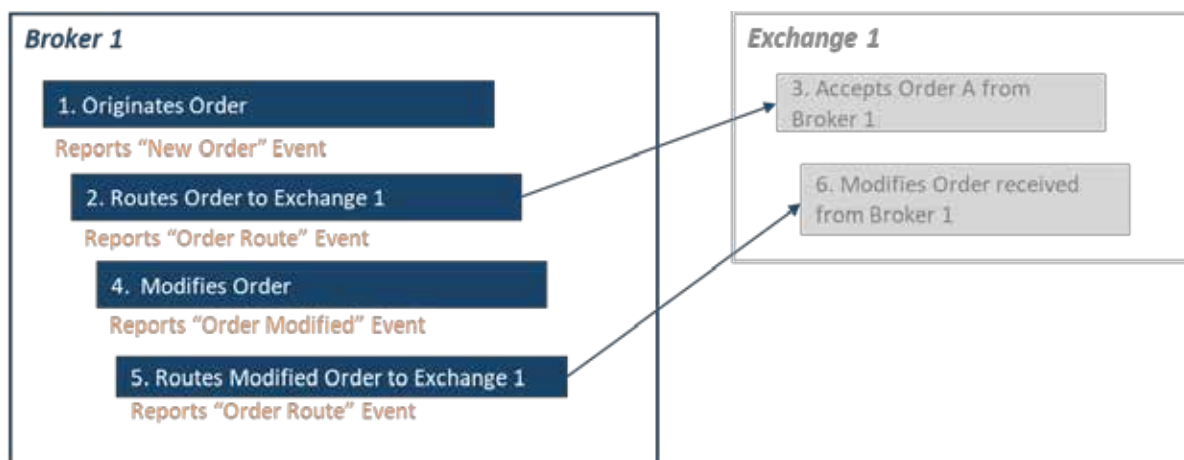 Broker 1
1. Originates Order
Reports “New Order” Event
2. Routes Order to Exchange 1
Reports “Order Route” Event
4. Modifies Order
Reports “Order Modified” Event
5. Routes Modified Order to Exchange 1
Reports “Order Route” Event
Exchange 1
3. Accepts Order A from
Broker 1
6. Modifies Order received
from Broker 1